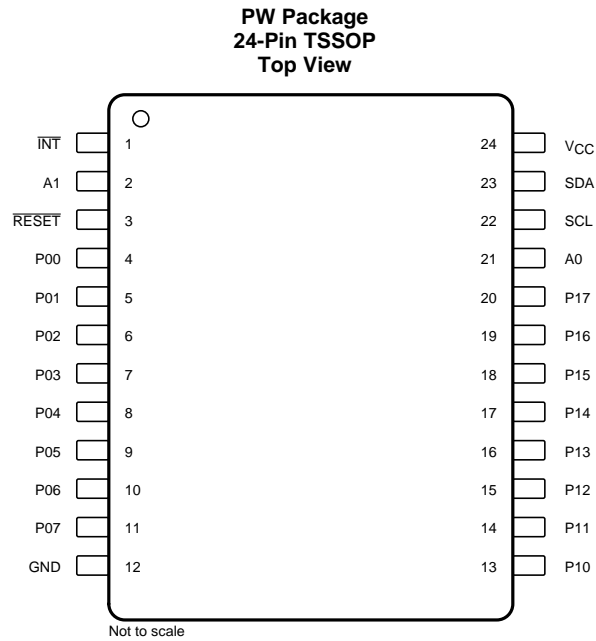 PW Package
24-Pin TSSOP
Top View
INT 1 24 VCC
A1 2 23 SDA
RESET 3 22 SCL
P00 4 21 A0
P01 5 20 P17
P02 6 19 P16
P03 7 18 P15
P04 8 17 P14
P05 9 16 P13
P06 10 15 P12
P07 11 14 P11
GND 12 13 P10
Not to scale